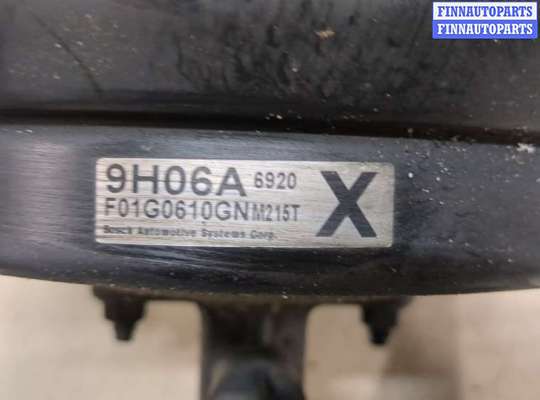 FINNAUTOPARTS
FINNAUTOPARTS
9H06A 6920
F01G0610GN M215T X
Bosch Automotive Systems Corp.